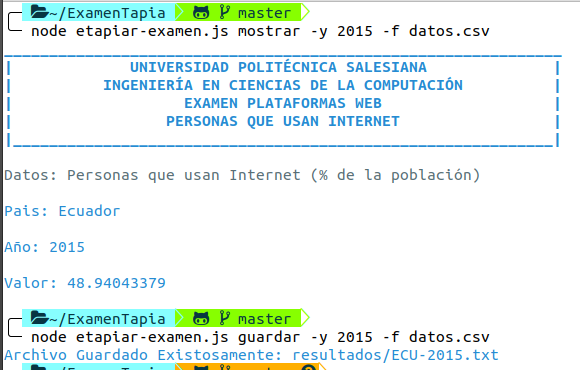 ~/ExamenTapia master
node etapiar-examen.js mostrar -y 2015 -f datos.csv
UNIVERSIDAD POLITÉCNICA SALESIANA
INGENIERÍA EN CIENCIAS DE LA COMPUTACIÓN
EXAMEN PLATAFORMAS WEB
PERSONAS QUE USAN INTERNET
Datos: Personas que usan Internet (% de la población)
Pais: Ecuador
Año: 2015
Valor: 48.94043379
~/ExamenTapia master
node etapiar-examen.js guardar -y 2015 -f datos.csv
Archivo Guardado Existosamente: resultados/ECU-2015.txt